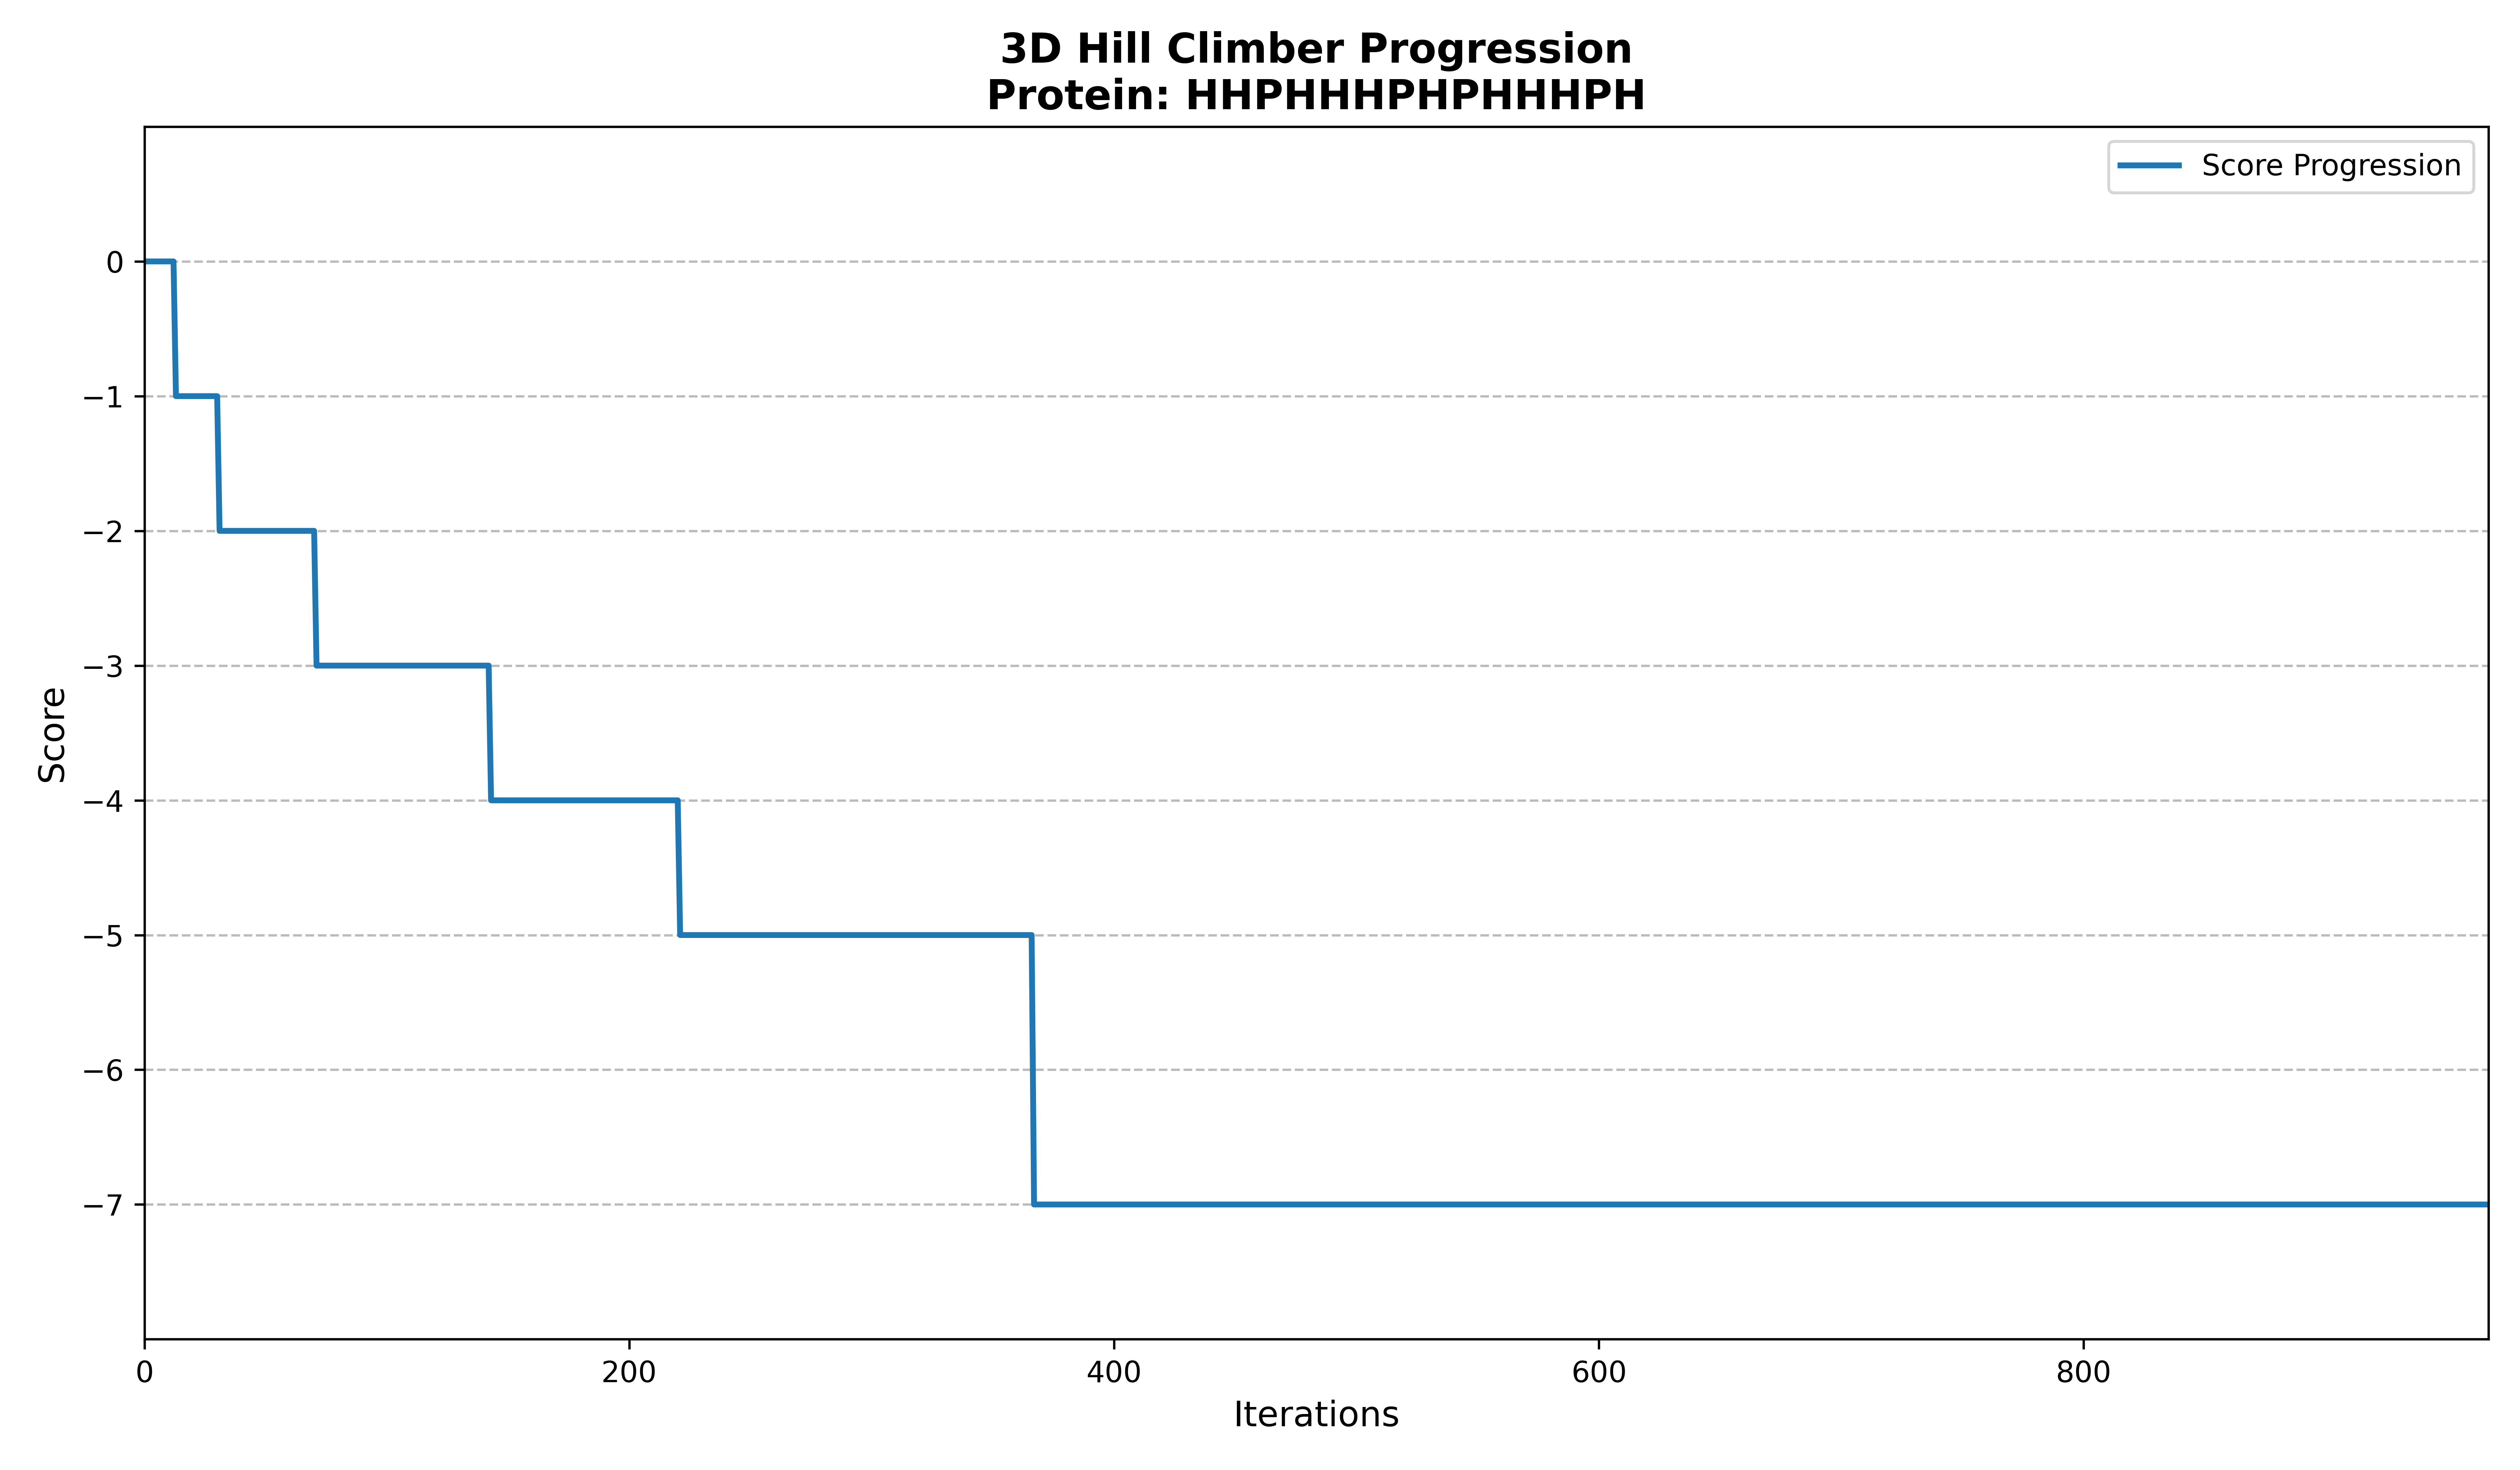 3D Hill Climber Progression
Protein: HHPHHHHPHPHHHHPH
Score Progression
0
−1
−2
−3
−4
−5
−6
−7
Score
0 200 400 600 800
Iterations